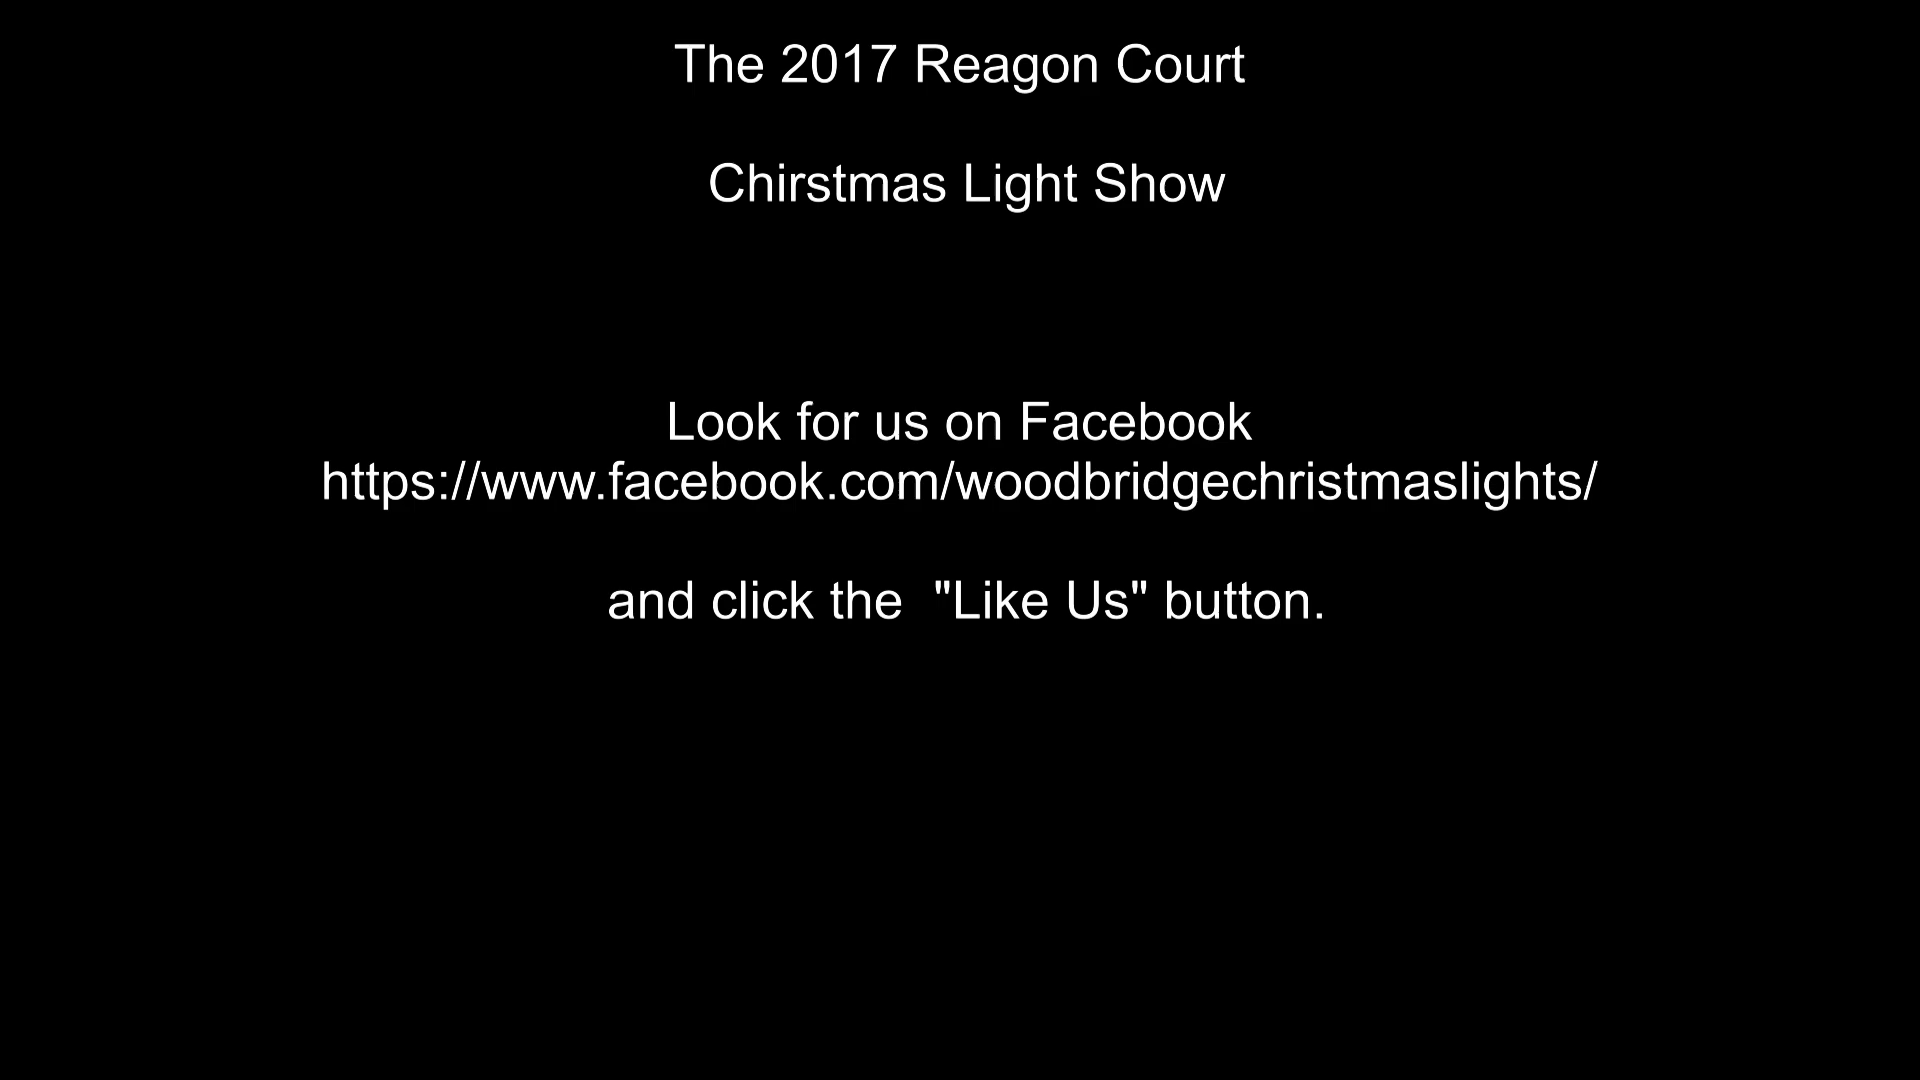 The 2017 Reagon Court
Chirstmas Light Show
Look for us on Facebook
https://www.facebook.com/woodbridgechristmaslights/
and click the  "Like Us" button.